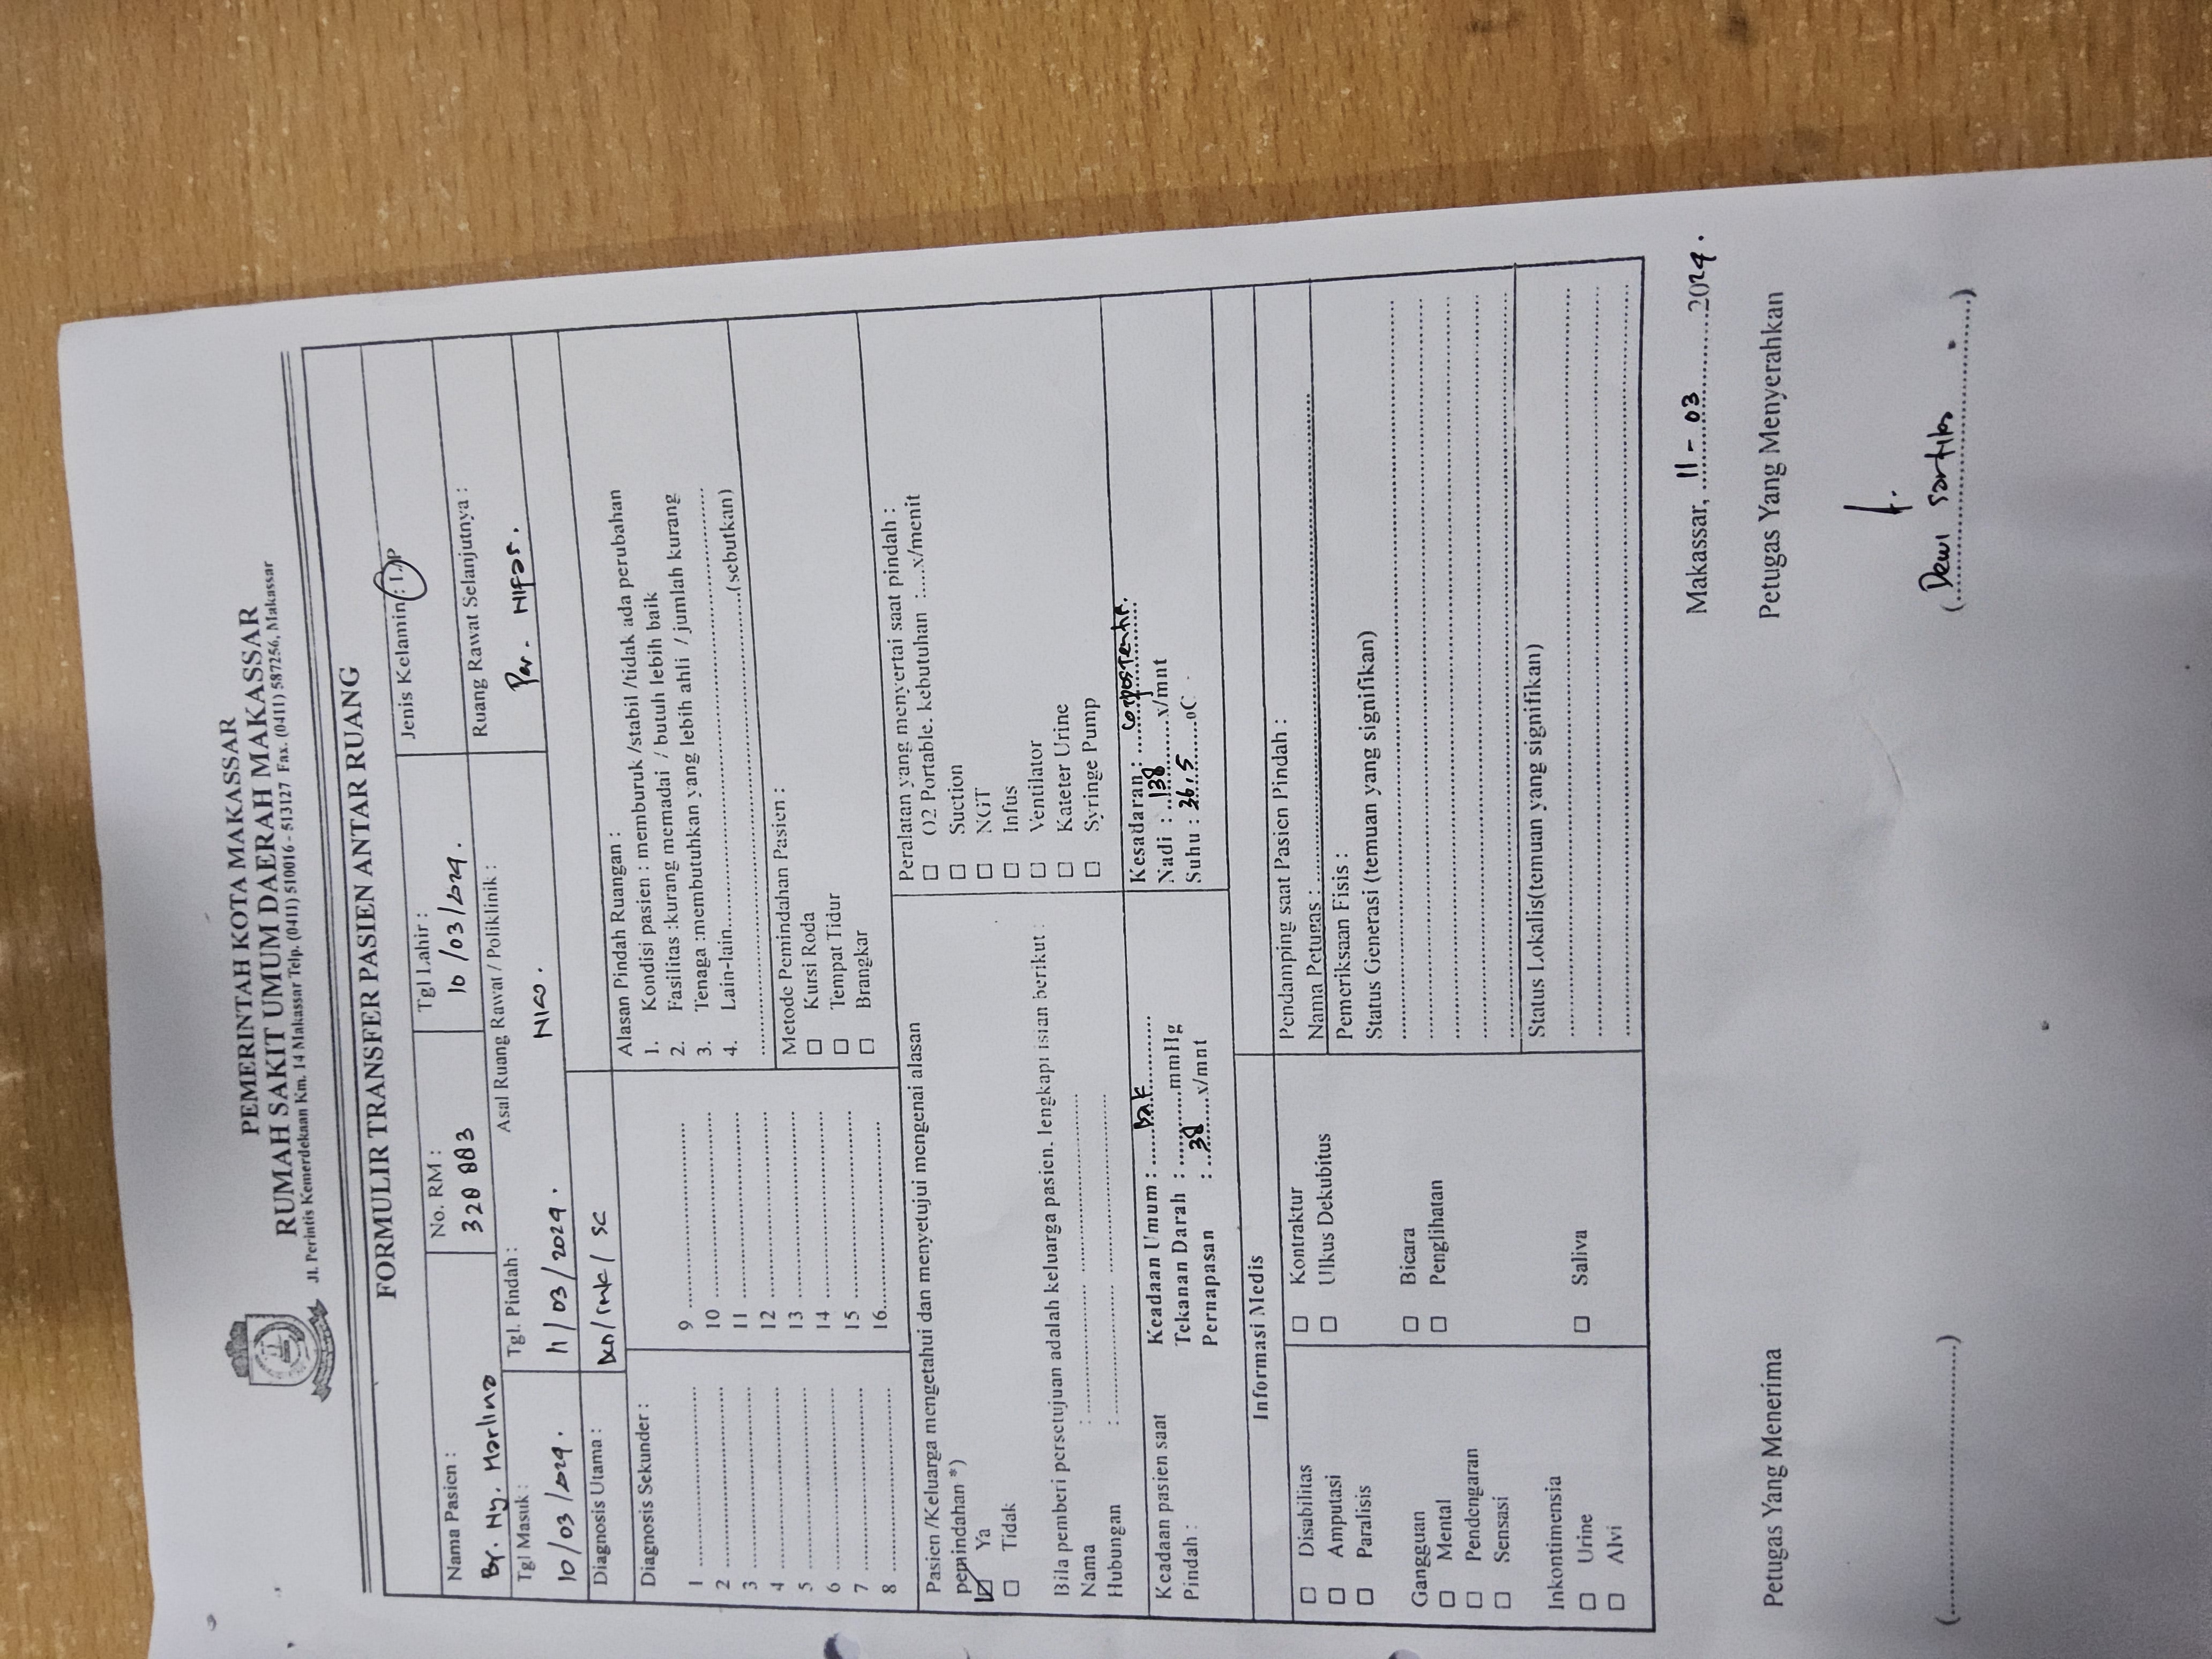 PEMERINTAH KOTA MAKASSAR
RUMAH SAKIT UMUM DAERAH MAKASSAR
Jl. Perintis Kemerdekaan Km. 14 Makassar Telp. (0411) 510016 - 513127 Fax. (0411) 587256, Makassar
FORMULIR TRANSFER PASIEN ANTAR RUANG
Nama Pasien :
By. Ny. Marlina
No. RM :
320 883
Tgl Lahir :
10/03/2024.
Jenis Kelamin : L/P
Tgl Masuk :
10/03/2024.
Tgl. Pindah :
11/03/2024.
Asal Ruang Rawat / Poliklinik :
NICO.
Ruang Rawat Selanjutnya :
Per. Nifas.
Diagnosis Utama :
BCB/SMK/SC
Diagnosis Sekunder :
1 ..............................
2 ..............................
3 ..............................
4 ..............................
5 ..............................
6 ..............................
7 ..............................
8 ..............................
9 ..............................
10 ..............................
11 ..............................
12 ..............................
13 ..............................
14 ..............................
15 ..............................
16..............................
Alasan Pindah Ruangan :
1. Kondisi pasien : memburuk /stabil /tidak ada perubahan
2. Fasilitas :kurang memadai / butuh lebih baik
3. Tenaga :membutuhkan yang lebih ahli / jumlah kurang
4. Lain-lain..............................
..............................(sebutkan)
Metode Pemindahan Pasien :
☐ Kursi Roda
☐ Tempat Tidur
☐ Brangkar
Pasien /Keluarga mengetahui dan menyetujui mengenai alasan
pemindahan *)
☑ Ya
☐ Tidak
Bila pemberi persetujuan adalah keluarga pasien, lengkapi isian berikut :
Nama : ..............................
Hubungan : ..............................
Peralatan yang menyertai saat pindah :
☐ O2 Portable, kebutuhan :.....x/menit
☐ Suction
☐ NGT
☐ Infus
☐ Ventilator
☐ Kateter Urine
☐ Syringe Pump
Keadaan pasien saat
Pindah :
Keadaan Umum : ......baik..........
Tekanan Darah : ..........mmHg
Pernapasan : ..38......x/mnt
Kesadaran : ....composmentis.
Nadi : ..138......x/mnt
Suhu : 36,5......oC
Informasi Medis
☐ Disabilitas
☐ Amputasi
☐ Paralisis
Gangguan
☐ Mental
☐ Pendengaran
☐ Sensasi
Inkontimensia
☐ Urine
☐ Alvi
☐ Kontraktur
☐ Ulkus Dekubitus
☐ Bicara
☐ Penglihatan
☐ Saliva
Pendamping saat Pasien Pindah :
Nama Petugas : ..............................
Pemeriksaan Fisis :
Status Generasi (temuan yang signifikan)
Status Lokalis(temuan yang signifikan)
Makassar, ....11 - 03..........2024.
Petugas Yang Menerima
Petugas Yang Menyerahkan
(..............................)
(Dewi Sartika)